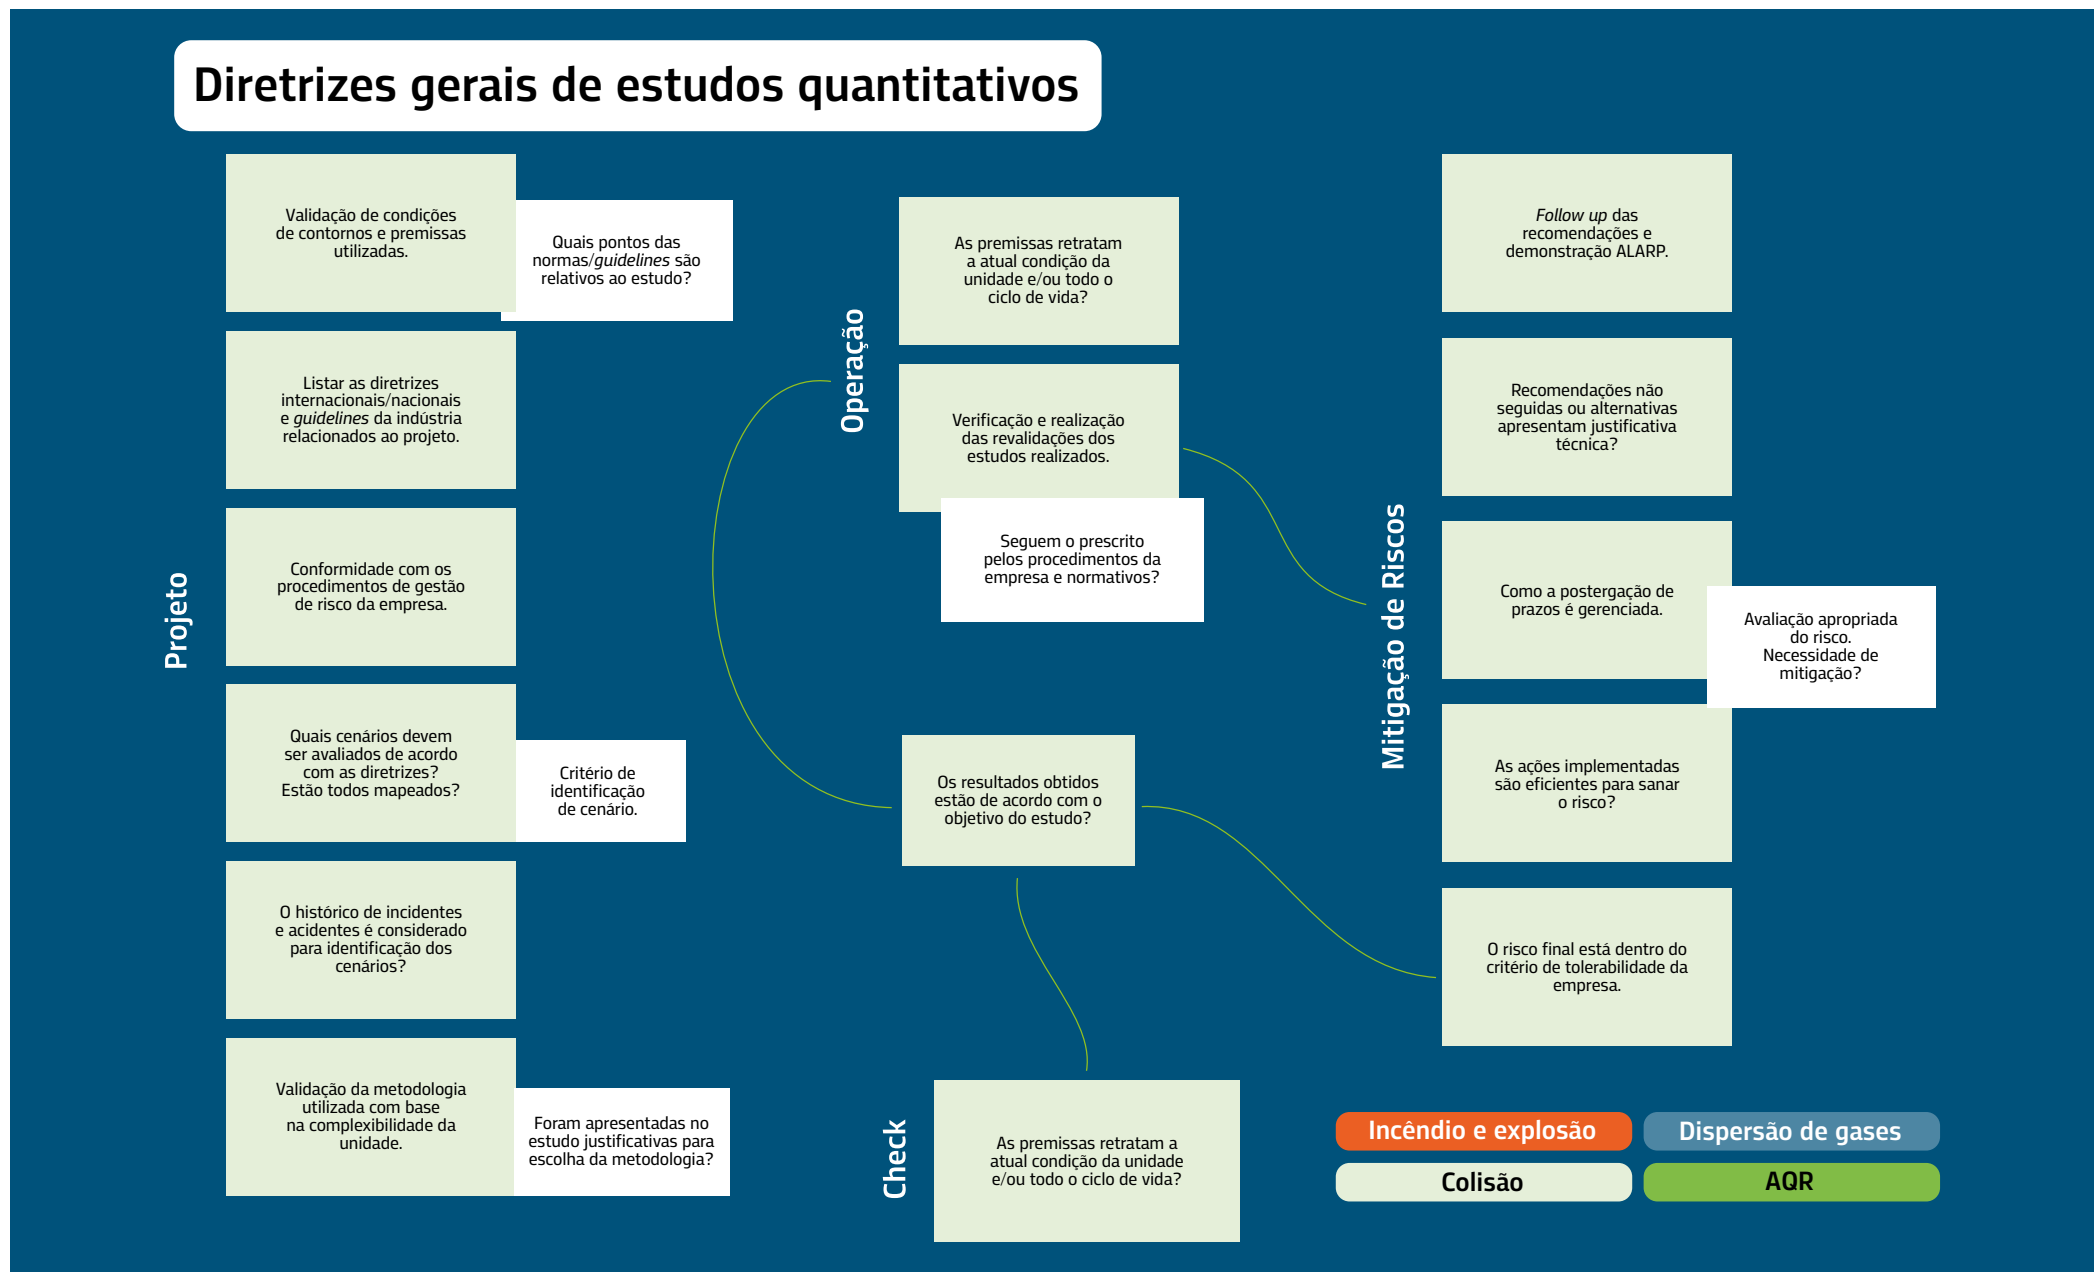 Diretrizes gerais de estudos quantitativos
Projeto
Validação de condições
de contornos e premissas
utilizadas.
Quais pontos das
normas/guidelines são
relativos ao estudo?
Listar as diretrizes
internacionais/nacionais
e guidelines da indústria
relacionados ao projeto.
Conformidade com os
procedimentos de gestão
de risco da empresa.
Quais cenários devem
ser avaliados de acordo
com as diretrizes?
Estão todos mapeados?
Critério de
identificação
de cenário.
O histórico de incidentes
e acidentes é considerado
para identificação dos
cenários?
Validação da metodologia
utilizada com base
na complexibilidade da
unidade.
Foram apresentadas no
estudo justificativas para
escolha da metodologia?
Operação
As premissas retratam
a atual condição da
unidade e/ou todo o
ciclo de vida?
Verificação e realização
das revalidações dos
estudos realizados.
Seguem o prescrito
pelos procedimentos da
empresa e normativos?
Os resultados obtidos
estão de acordo com o
objetivo do estudo?
Check
As premissas retratam a
atual condição da unidade
e/ou todo o ciclo de vida?
Mitigação de Riscos
Follow up das
recomendações e
demonstração ALARP.
Recomendações não
seguidas ou alternativas
apresentam justificativa
técnica?
Como a postergação de
prazos é gerenciada.
Avaliação apropriada
do risco.
Necessidade de
mitigação?
As ações implementadas
são eficientes para sanar
o risco?
O risco final está dentro do
critério de tolerabilidade da
empresa.
Incêndio e explosão
Dispersão de gases
Colisão
AQR